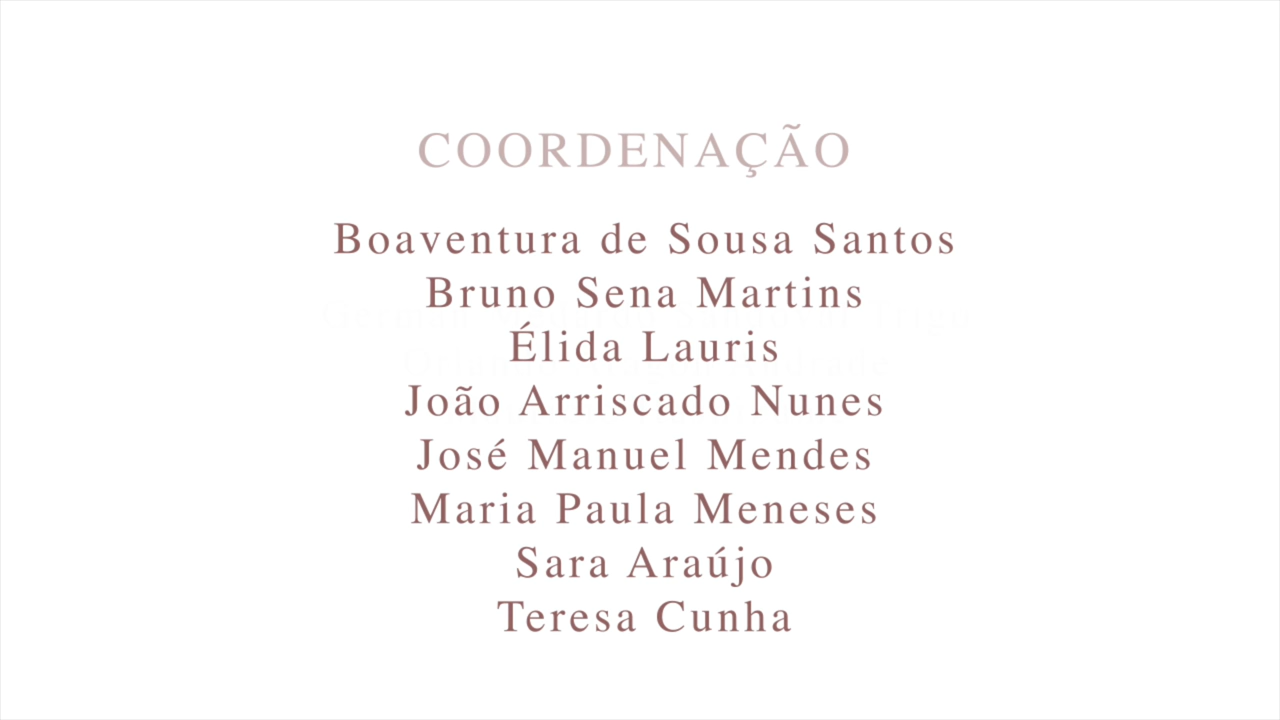 COORDENAÇÃO
Boaventura de Sousa Santos
Bruno Sena Martins
Élida Lauris
João Arriscado Nunes
José Manuel Mendes
Maria Paula Meneses
Sara Araújo
Teresa Cunha